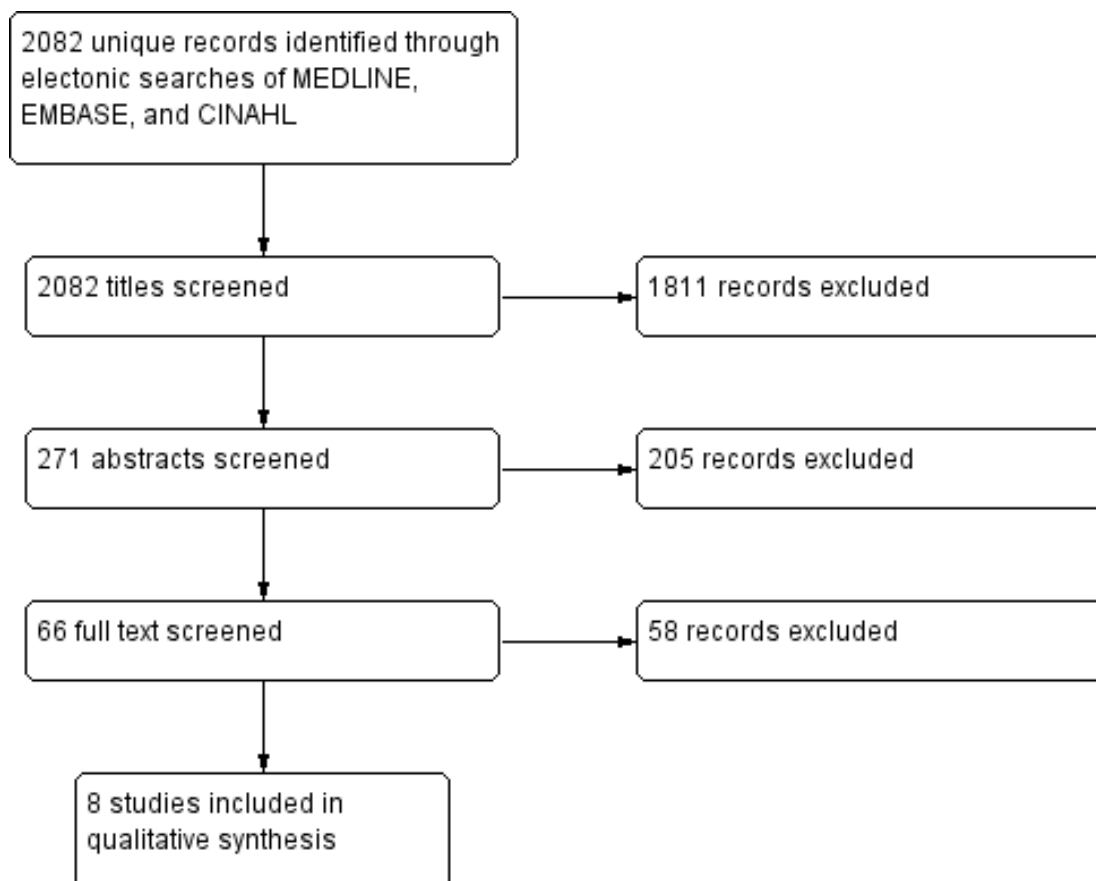 2082 unique records identified through
electonic searches of MEDLINE,
EMBASE, and CINAHL
2082 titles screened
1811 records excluded
271 abstracts screened
205 records excluded
66 full text screened
58 records excluded
8 studies included in
qualitative synthesis